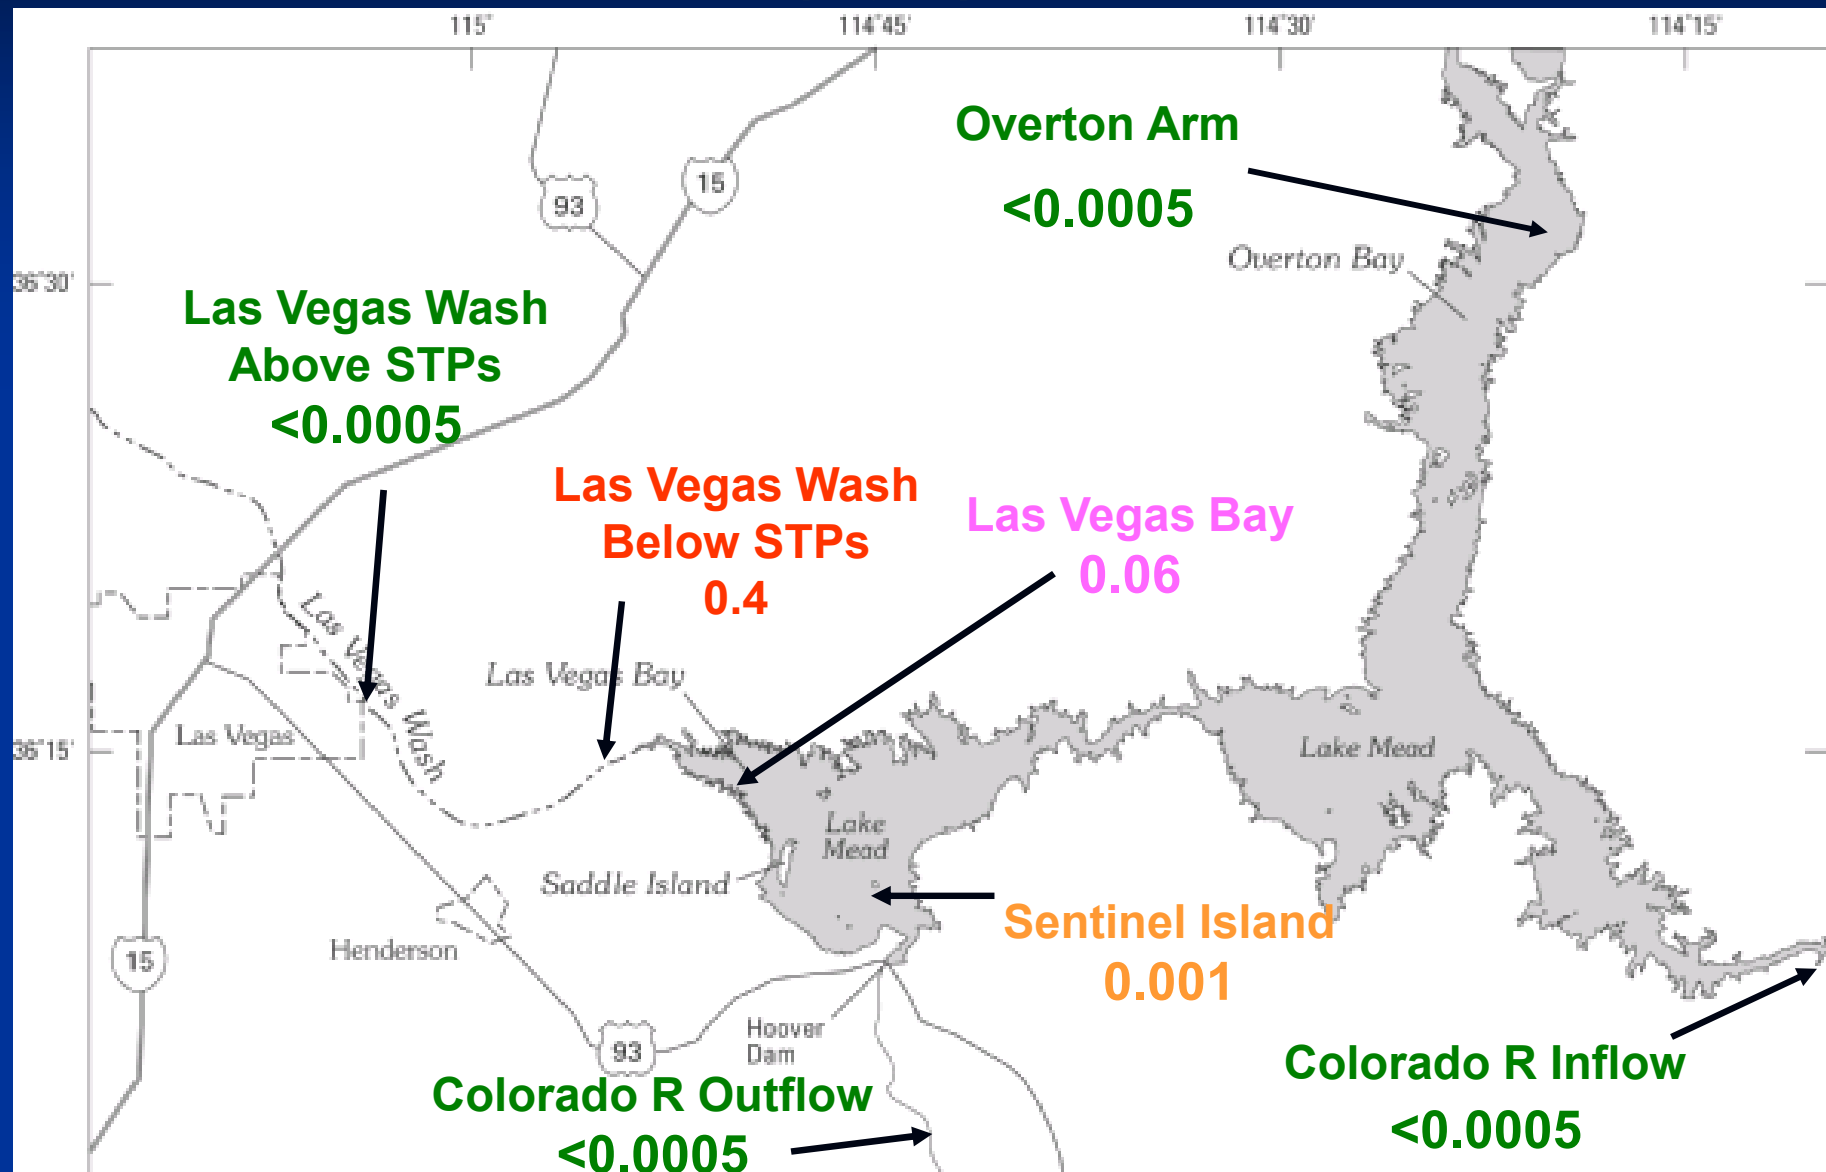 115°
114°45'
114°30'
114°15'
Overton Arm
<0.0005
15
93
Overton Bay
36°30'
Las Vegas Wash
Above STPs
<0.0005
Las Vegas Wash
Below STPs
0.4
Las Vegas Bay
0.06
Las Vegas Wash
Las Vegas Bay
Las Vegas
36°15'
Lake Mead
Lake
Mead
Saddle Island
Sentinel Island
0.001
Henderson
15
Hoover
Dam
93
Colorado R Inflow
<0.0005
Colorado R Outflow
<0.0005